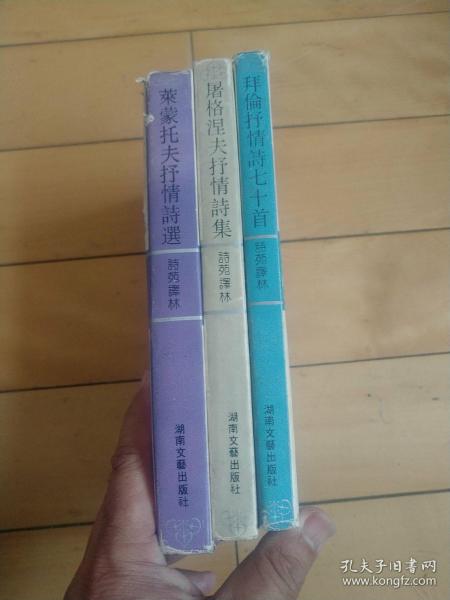 萊蒙托夫抒情詩選
詩苑譯林
湖南文藝出版社
屠格涅夫抒情詩集
詩苑譯林
湖南文藝出版社
拜倫抒情詩七十首
詩苑譯林
湖南文藝出版社
孔夫子旧书网
www.kongfz.com